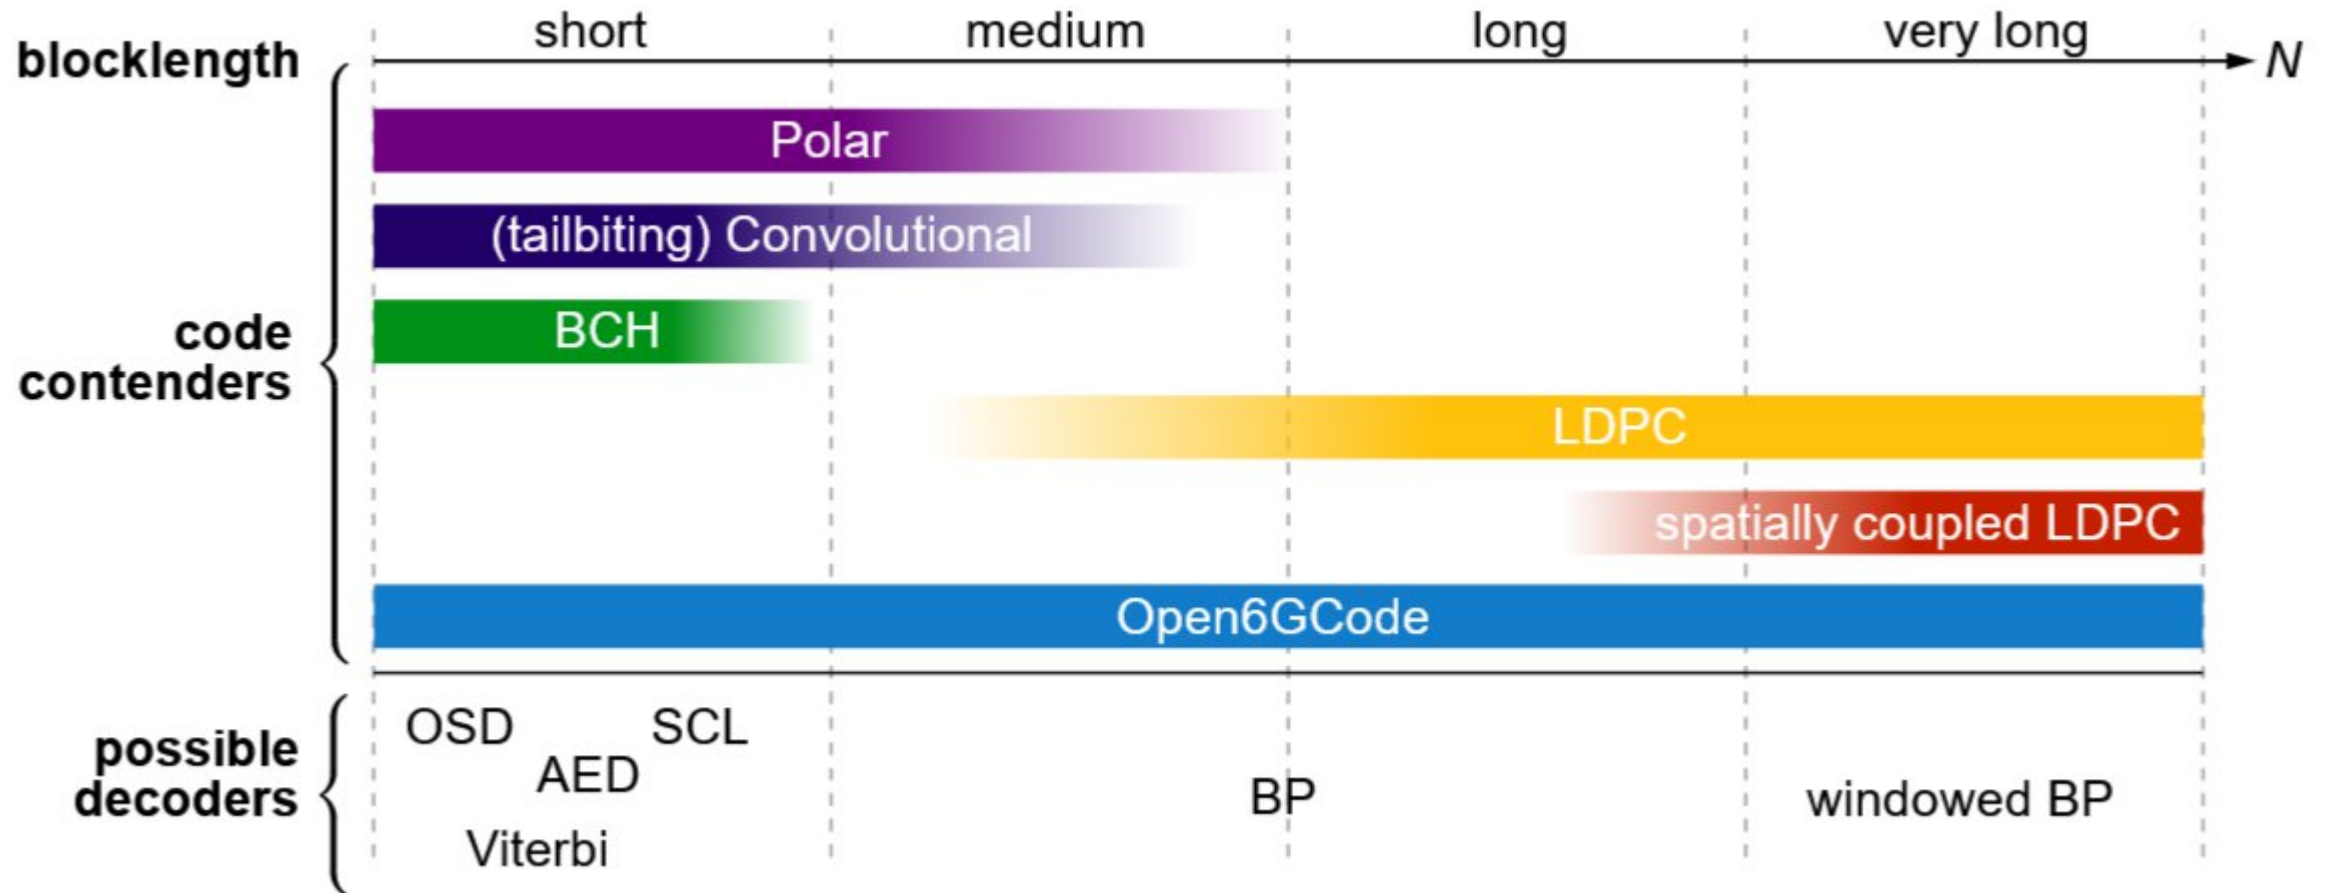 short medium long very long
blocklength N
Polar
(tailbiting) Convolutional
BCH
code
contenders
LDPC
spatially coupled LDPC
Open6GCode
OSD SCL
possible
decoders
AED
BP
windowed BP
Viterbi